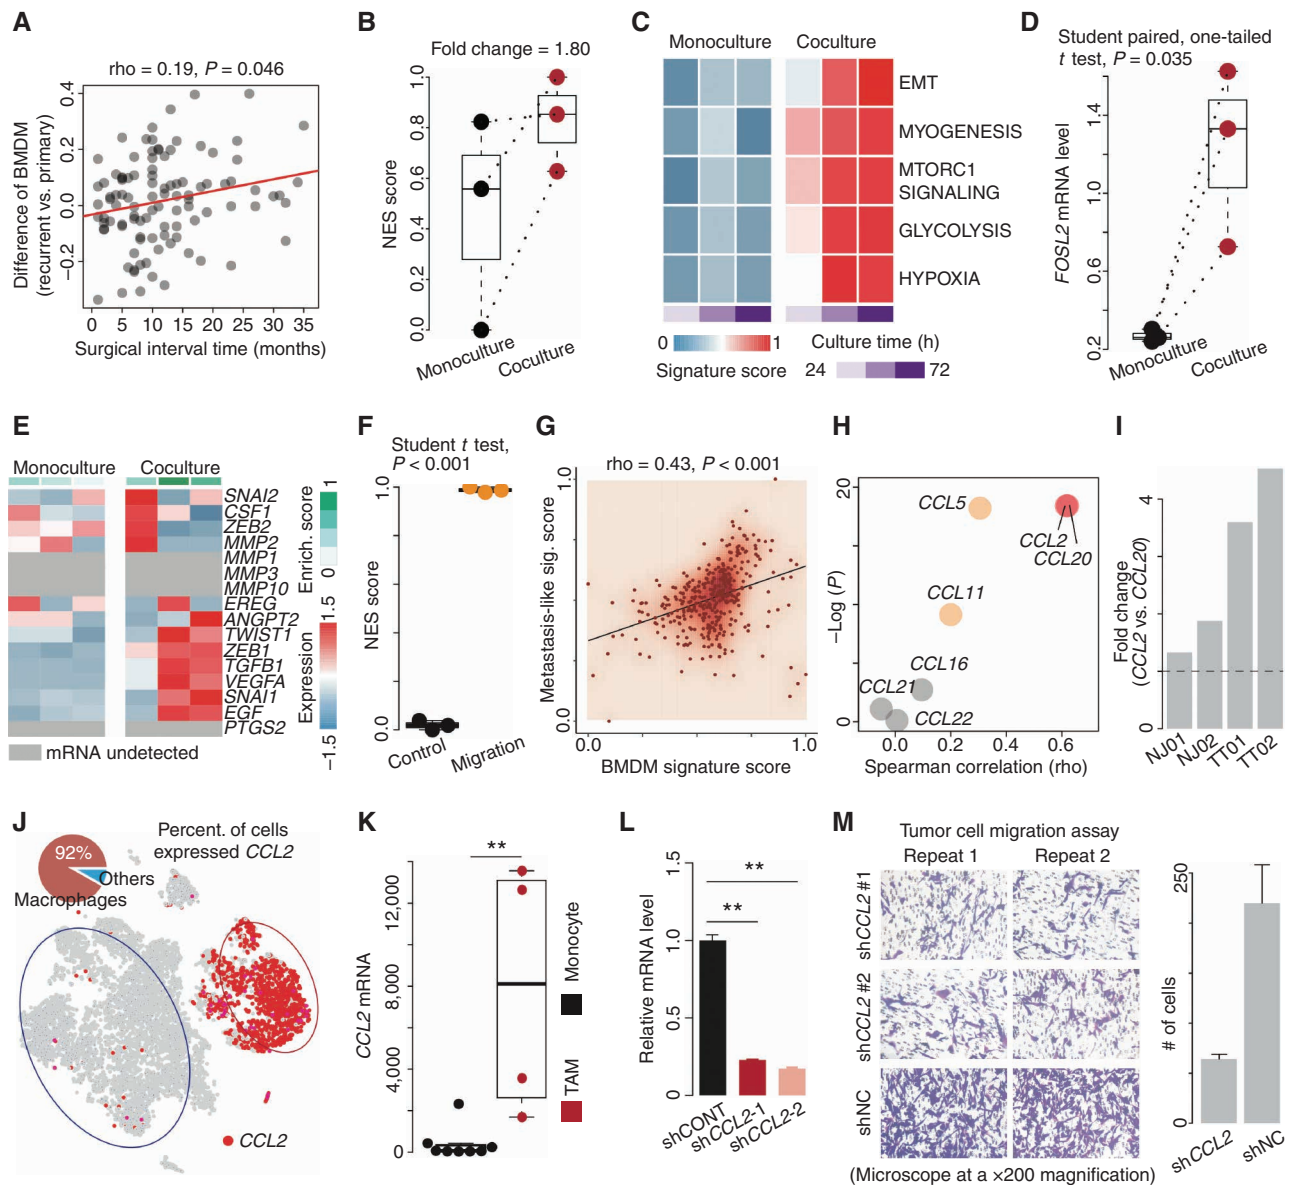 A
rho = 0.19, P = 0.046
Difference of BMDM
(recurrent vs. primary)
0.4
0.2
0.0
−0.2
0 5 10 15 20 25 30 35
Surgical interval time (months)
B
Fold change = 1.80
NES score
1.0
0.8
0.6
0.4
0.2
0.0
Monoculture
Coculture
C
Monoculture Coculture
EMT
MYOGENESIS
MTORC1
SIGNALING
GLYCOLYSIS
HYPOXIA
0 1
Signature score
Culture time (h)
24 72
D
Student paired, one-tailed
t test, P = 0.035
FOSL2 mRNA level
1.4
1.0
0.6
0.2
Monoculture
Coculture
E
Monoculture Coculture
SNAI2
CSF1
ZEB2
MMP2
MMP1
MMP3
MMP10
EREG
ANGPT2
TWIST1
ZEB1
TGFB1
VEGFA
SNAI1
EGF
PTGS2
mRNA undetected
Enrich. score
1
0
Expression
1.5
−1.5
F
Student t test,
P < 0.001
NES score
1.0
0.0
Control
Migration
G
rho = 0.43, P < 0.001
Metastasis-like sig. score
1.0
0.0
0.0 1.0
BMDM signature score
H
−Log (P)
20
0
CCL5
CCL2
CCL20
CCL11
CCL16
CCL21
CCL22
0.0 0.2 0.4 0.6
Spearman correlation (rho)
I
Fold change
(CCL2 vs. CCL20)
4
0
NJ01
NJ02
TT01
TT02
J
Percent. of cells
expressed CCL2
92%
Others
Macrophages
CCL2
K
**
CCL2 mRNA
12,000
8,000
4,000
0
Monocyte
TAM
L
Relative mRNA level
1.5
1.0
0.5
0
**
**
shCONT
shCCL2-1
shCCL2-2
M
Tumor cell migration assay
Repeat 1 Repeat 2
shCCL2 #1
shCCL2 #2
shNC
(Microscope at a ×200 magnification)
# of cells
250
0
shCCL2
shNC